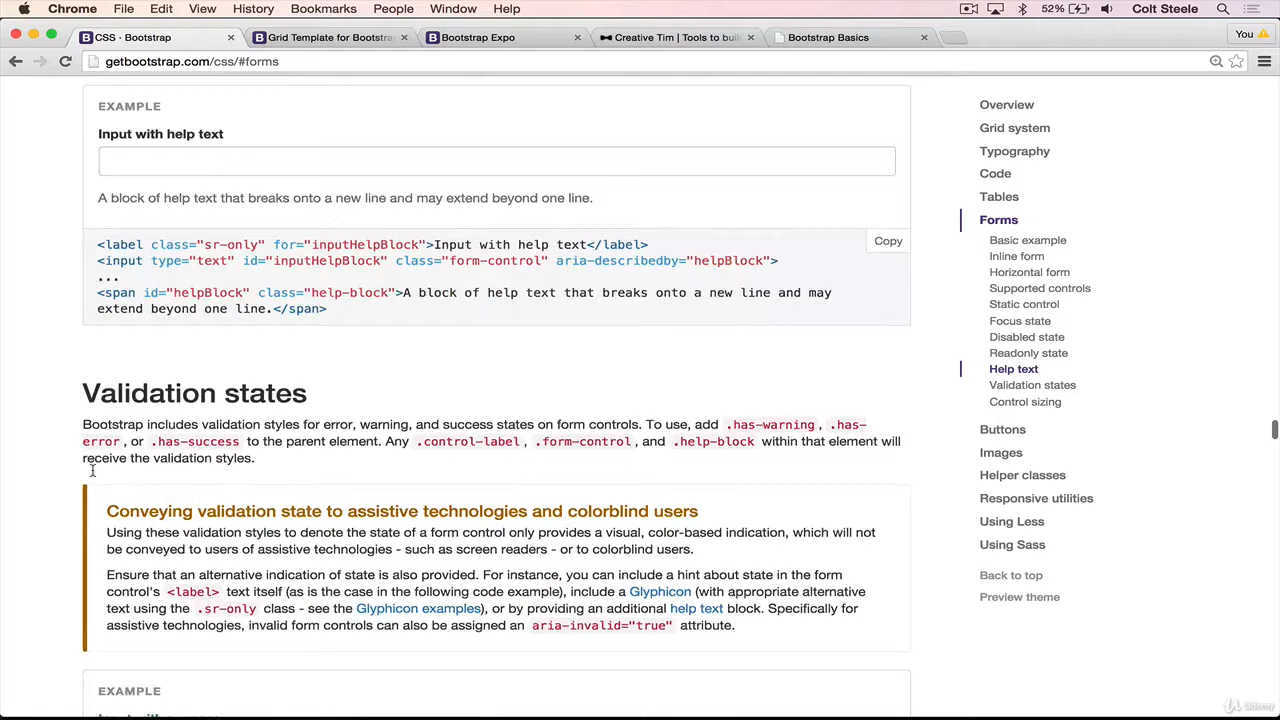 Chrome File Edit View History Bookmarks People Window Help 52% Colt Steele
CSS · Bootstrap Grid Template for Bootstrap Bootstrap Expo Creative Tim | Tools to bui Bootstrap Basics You
getbootstrap.com/css/#forms
EXAMPLE
Input with help text
A block of help text that breaks onto a new line and may extend beyond one line.
Copy
<label class="sr-only" for="inputHelpBlock">Input with help text</label>
<input type="text" id="inputHelpBlock" class="form-control" aria-describedby="helpBlock">
...
<span id="helpBlock" class="help-block">A block of help text that breaks onto a new line and may
extend beyond one line.</span>
Validation states
Bootstrap includes validation styles for error, warning, and success states on form controls. To use, add .has-warning, .has-
error, or .has-success to the parent element. Any .control-label, .form-control, and .help-block within that element will
receive the validation styles.
Conveying validation state to assistive technologies and colorblind users
Using these validation styles to denote the state of a form control only provides a visual, color-based indication, which will not
be conveyed to users of assistive technologies - such as screen readers - or to colorblind users.
Ensure that an alternative indication of state is also provided. For instance, you can include a hint about state in the form
control's <label> text itself (as is the case in the following code example), include a Glyphicon (with appropriate alternative
text using the .sr-only class - see the Glyphicon examples), or by providing an additional help text block. Specifically for
assistive technologies, invalid form controls can also be assigned an aria-invalid="true" attribute.
EXAMPLE
Overview
Grid system
Typography
Code
Tables
Forms
Basic example
Inline form
Horizontal form
Supported controls
Static control
Focus state
Disabled state
Readonly state
Help text
Validation states
Control sizing
Buttons
Images
Helper classes
Responsive utilities
Using Less
Using Sass
Back to top
Preview theme
Udemy